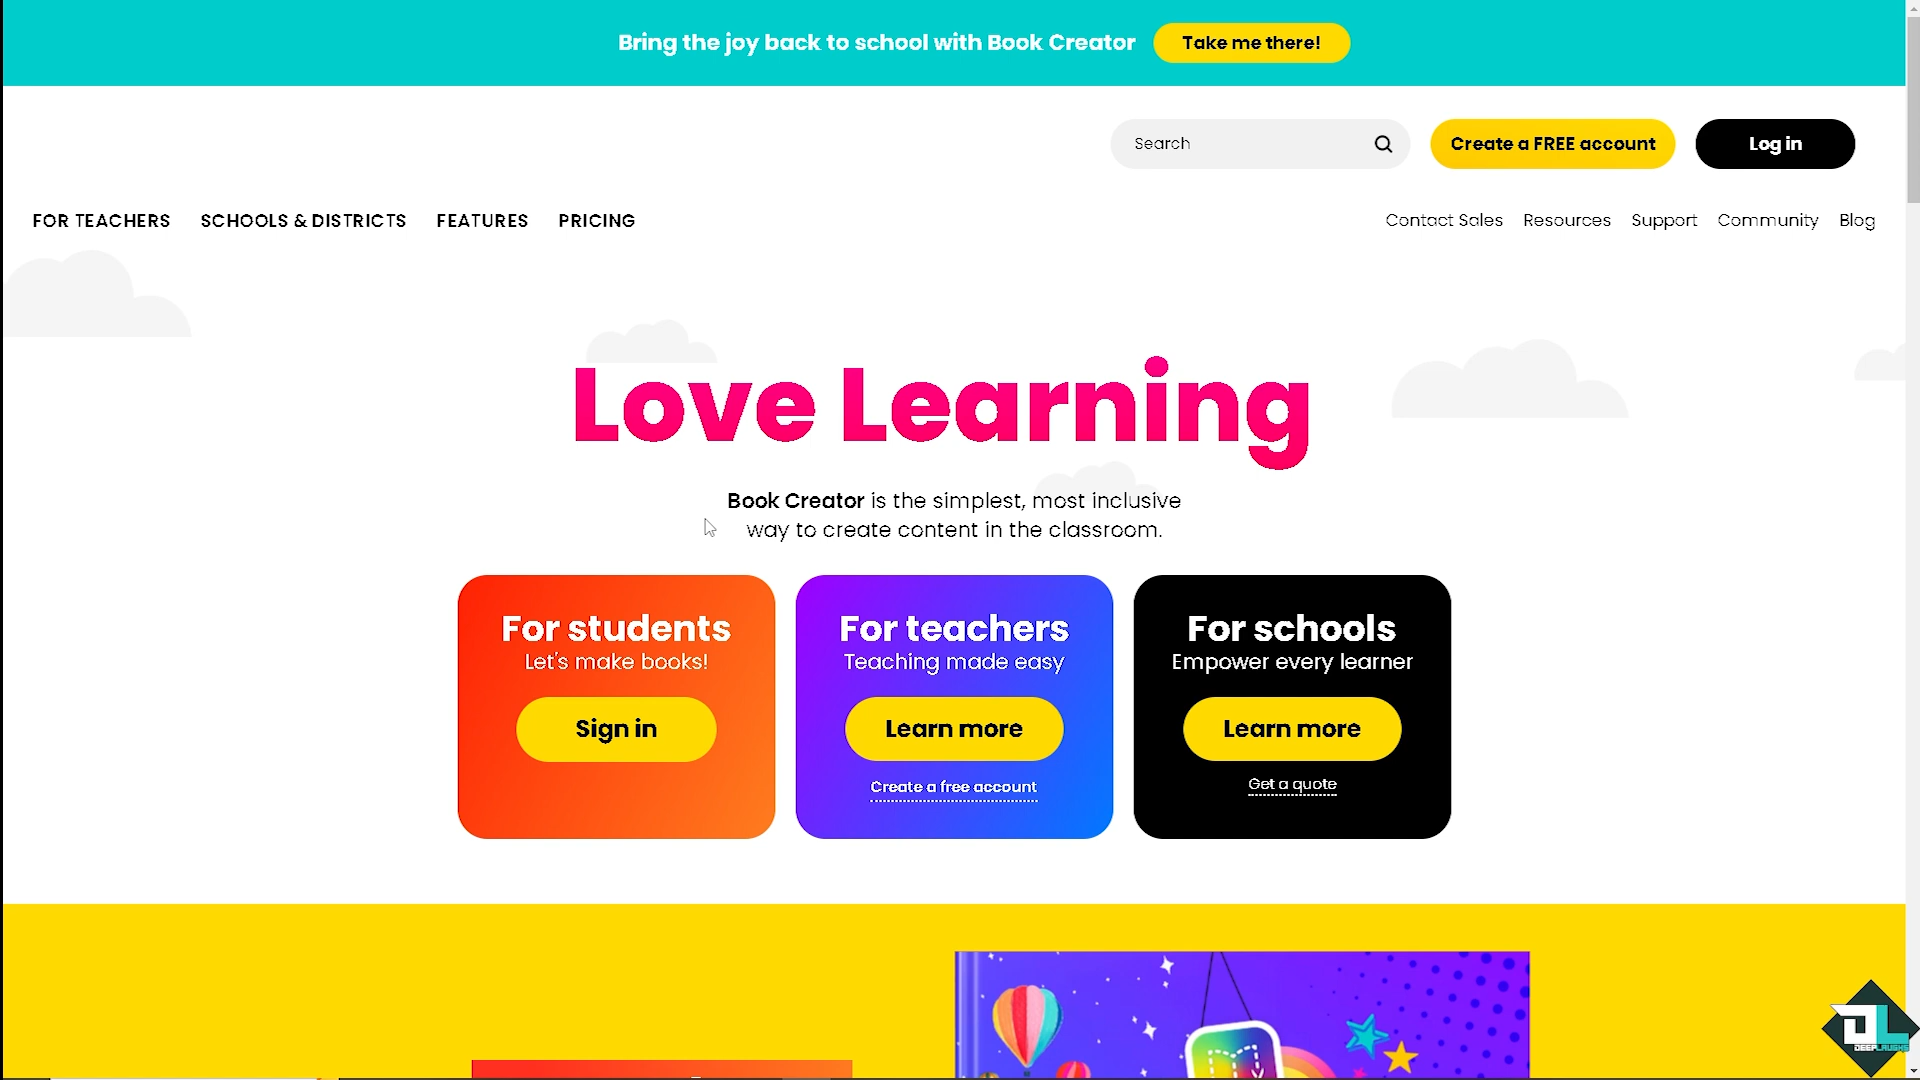 Bring the joy back to school with Book Creator
Take me there!
Search
Create a FREE account
Log in
FOR TEACHERS
SCHOOLS & DISTRICTS
FEATURES
PRICING
Contact Sales
Resources
Support
Community
Blog
Love Learning
Book Creator is the simplest, most inclusive
way to create content in the classroom.
For students
Let's make books!
Sign in
For teachers
Teaching made easy
Learn more
Create a free account
For schools
Empower every learner
Learn more
Get a quote